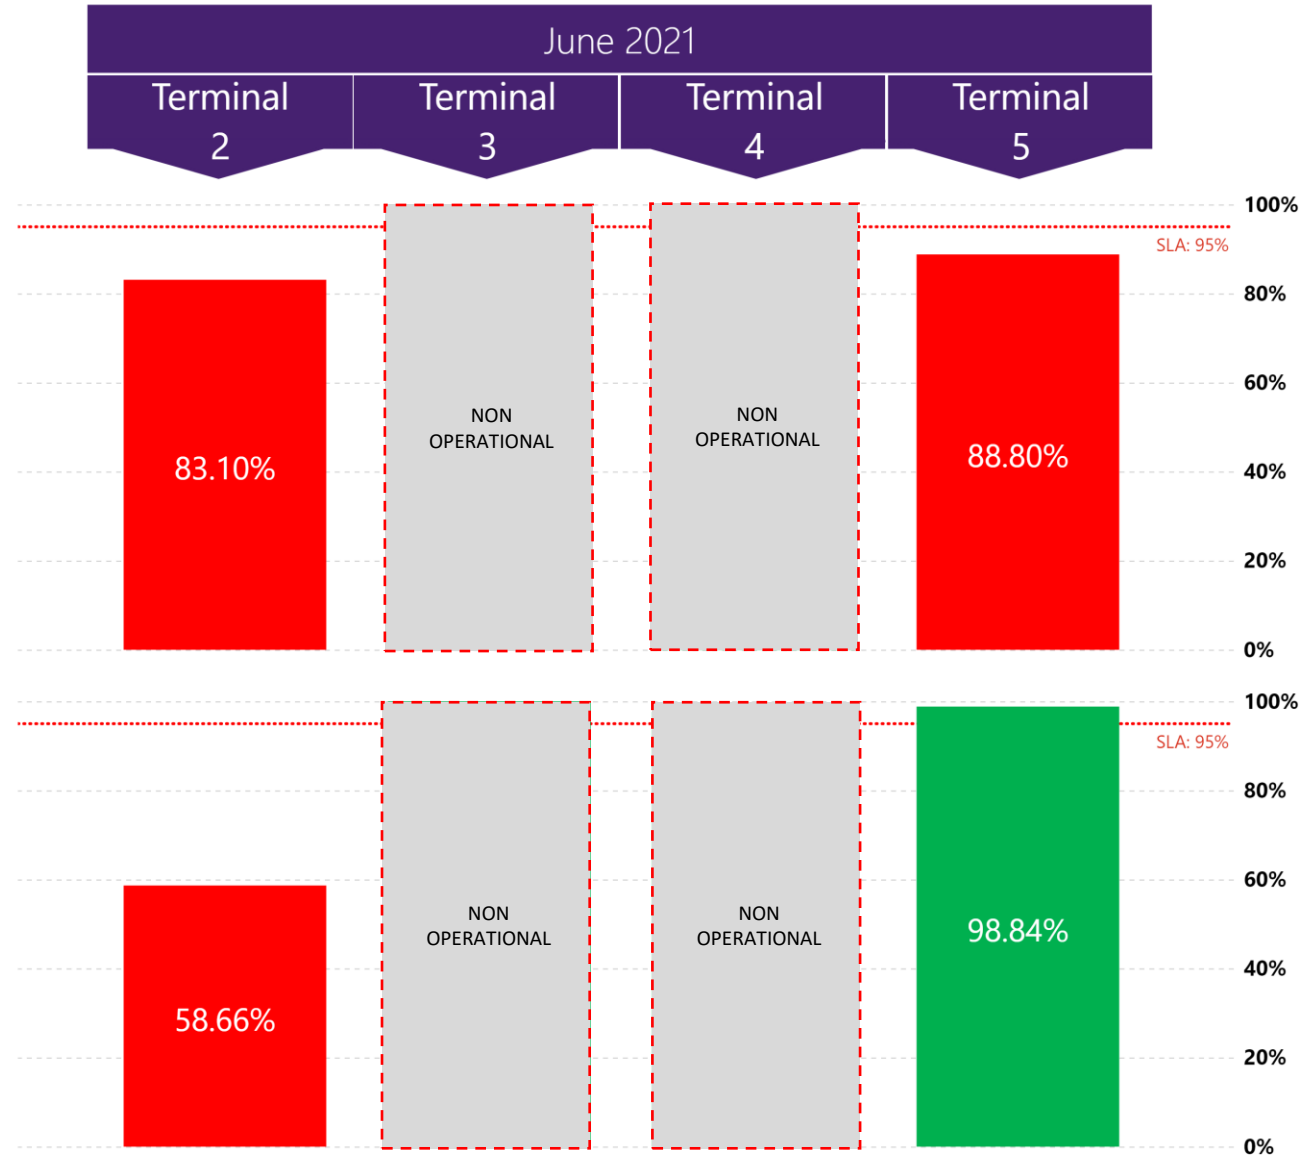 June 2021
Terminal
2
Terminal
3
Terminal
4
Terminal
5
100%
SLA: 95%
80%
60%
NON
OPERATIONAL
NON
OPERATIONAL
83.10%
88.80%
40%
20%
0%
100%
SLA: 95%
80%
60%
NON
OPERATIONAL
NON
OPERATIONAL
98.84%
40%
58.66%
20%
0%